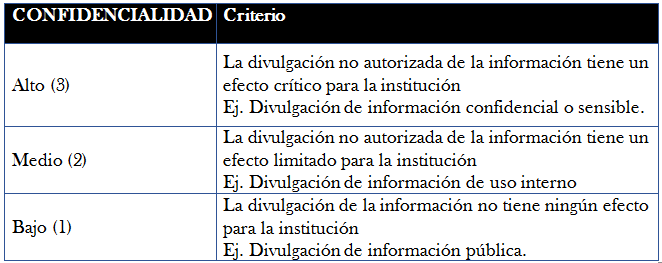 CONFIDENCIALIDAD Criterio
Alto (3)
La divulgación no autorizada de la información tiene un
efecto crítico para la institución
Ej. Divulgación de información confidencial o sensible.
Medio (2)
La divulgación no autorizada de la información tiene un
efecto limitado para la institución
Ej. Divulgación de información de uso interno
Bajo (1)
La divulgación de la información no tiene ningún efecto
para la institución
Ej. Divulgación de información pública.